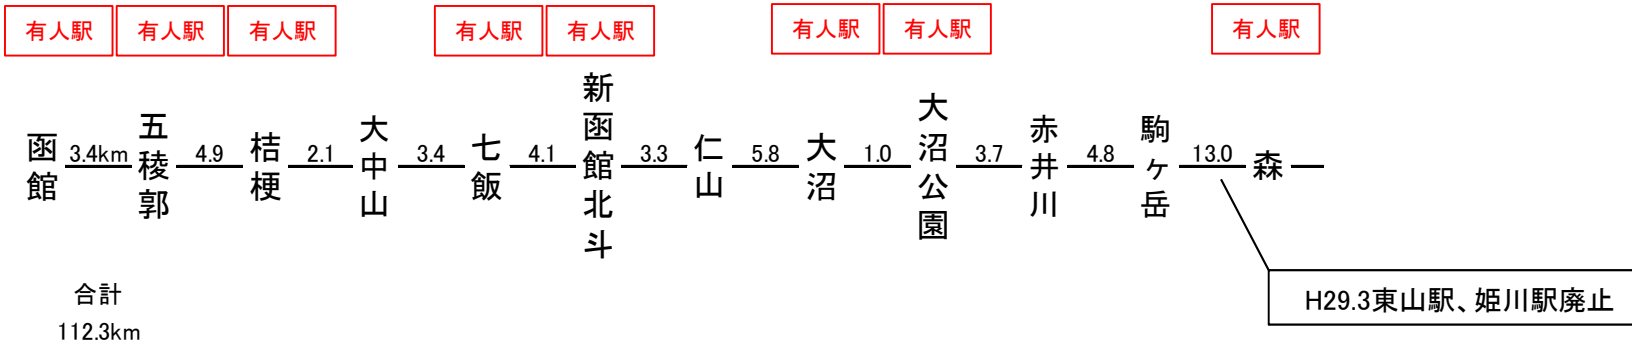 有人駅 有人駅 有人駅 有人駅 有人駅 有人駅 有人駅 有人駅
函館 3.4km 五稜郭 4.9 桔梗 2.1 大中山 3.4 七飯 4.1 新函館北斗 3.3 仁山 5.8 大沼 1.0 大沼公園 3.7 赤井川 4.8 駒ヶ岳 13.0 森
H29.3東山駅、姫川駅廃止
合計
112.3km